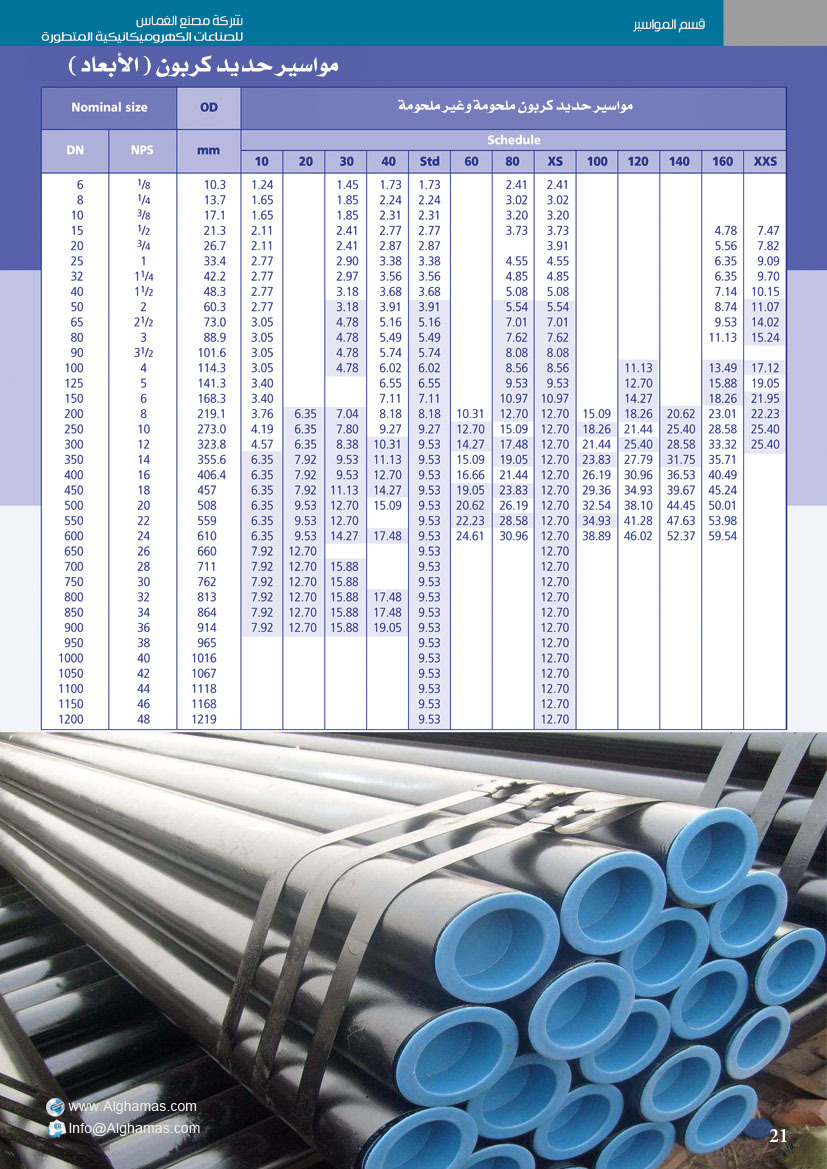 قسم المواسير
شركة مصنع الغماس
للصناعات الكهروميكانيكية المتطورة
مواسير حديد كربون ( الأبعاد )
Nominal size OD مواسير حديد كربون ملحومة وغير ملحومة
DN NPS mm Schedule
10 20 30 40 Std 60 80 XS 100 120 140 160 XXS
6 1/8 10.3 1.24 1.45 1.73 1.73 2.41 2.41
8 1/4 13.7 1.65 1.85 2.24 2.24 3.02 3.02
10 3/8 17.1 1.65 1.85 2.31 2.31 3.20 3.20
15 1/2 21.3 2.11 2.41 2.77 2.77 3.73 3.73 4.78 7.47
20 3/4 26.7 2.11 2.41 2.87 2.87 3.91 5.56 7.82
25 1 33.4 2.77 2.90 3.38 3.38 4.55 4.55 6.35 9.09
32 11/4 42.2 2.77 2.97 3.56 3.56 4.85 4.85 6.35 9.70
40 11/2 48.3 2.77 3.18 3.68 3.68 5.08 5.08 7.14 10.15
50 2 60.3 2.77 3.18 3.91 3.91 5.54 5.54 8.74 11.07
65 21/2 73.0 3.05 4.78 5.16 5.16 7.01 7.01 9.53 14.02
80 3 88.9 3.05 4.78 5.49 5.49 7.62 7.62 11.13 15.24
90 31/2 101.6 3.05 4.78 5.74 5.74 8.08 8.08
100 4 114.3 3.05 4.78 6.02 6.02 8.56 8.56 11.13 13.49 17.12
125 5 141.3 3.40 6.55 6.55 9.53 9.53 12.70 15.88 19.05
150 6 168.3 3.40 7.11 7.11 10.97 10.97 14.27 18.26 21.95
200 8 219.1 3.76 6.35 7.04 8.18 8.18 10.31 12.70 12.70 15.09 18.26 20.62 23.01 22.23
250 10 273.0 4.19 6.35 7.80 9.27 9.27 12.70 15.09 12.70 18.26 21.44 25.40 28.58 25.40
300 12 323.8 4.57 6.35 8.38 10.31 9.53 14.27 17.48 12.70 21.44 25.40 28.58 33.32 25.40
350 14 355.6 6.35 7.92 9.53 11.13 9.53 15.09 19.05 12.70 23.83 27.79 31.75 35.71
400 16 406.4 6.35 7.92 9.53 12.70 9.53 16.66 21.44 12.70 26.19 30.96 36.53 40.49
450 18 457 6.35 7.92 11.13 14.27 9.53 19.05 23.83 12.70 29.36 34.93 39.67 45.24
500 20 508 6.35 9.53 12.70 15.09 9.53 20.62 26.19 12.70 32.54 38.10 44.45 50.01
550 22 559 6.35 9.53 12.70 9.53 22.23 28.58 12.70 34.93 41.28 47.63 53.98
600 24 610 6.35 9.53 14.27 17.48 9.53 24.61 30.96 12.70 38.89 46.02 52.37 59.54
650 26 660 7.92 12.70 9.53 12.70
700 28 711 7.92 12.70 15.88 9.53 12.70
750 30 762 7.92 12.70 15.88 9.53 12.70
800 32 813 7.92 12.70 15.88 17.48 9.53 12.70
850 34 864 7.92 12.70 15.88 17.48 9.53 12.70
900 36 914 7.92 12.70 15.88 19.05 9.53 12.70
950 38 965 9.53 12.70
1000 40 1016 9.53 12.70
1050 42 1067 9.53 12.70
1100 44 1118 9.53 12.70
1150 46 1168 9.53 12.70
1200 48 1219 9.53 12.70
www.Alghamas.com
Info@Alghamas.com
21